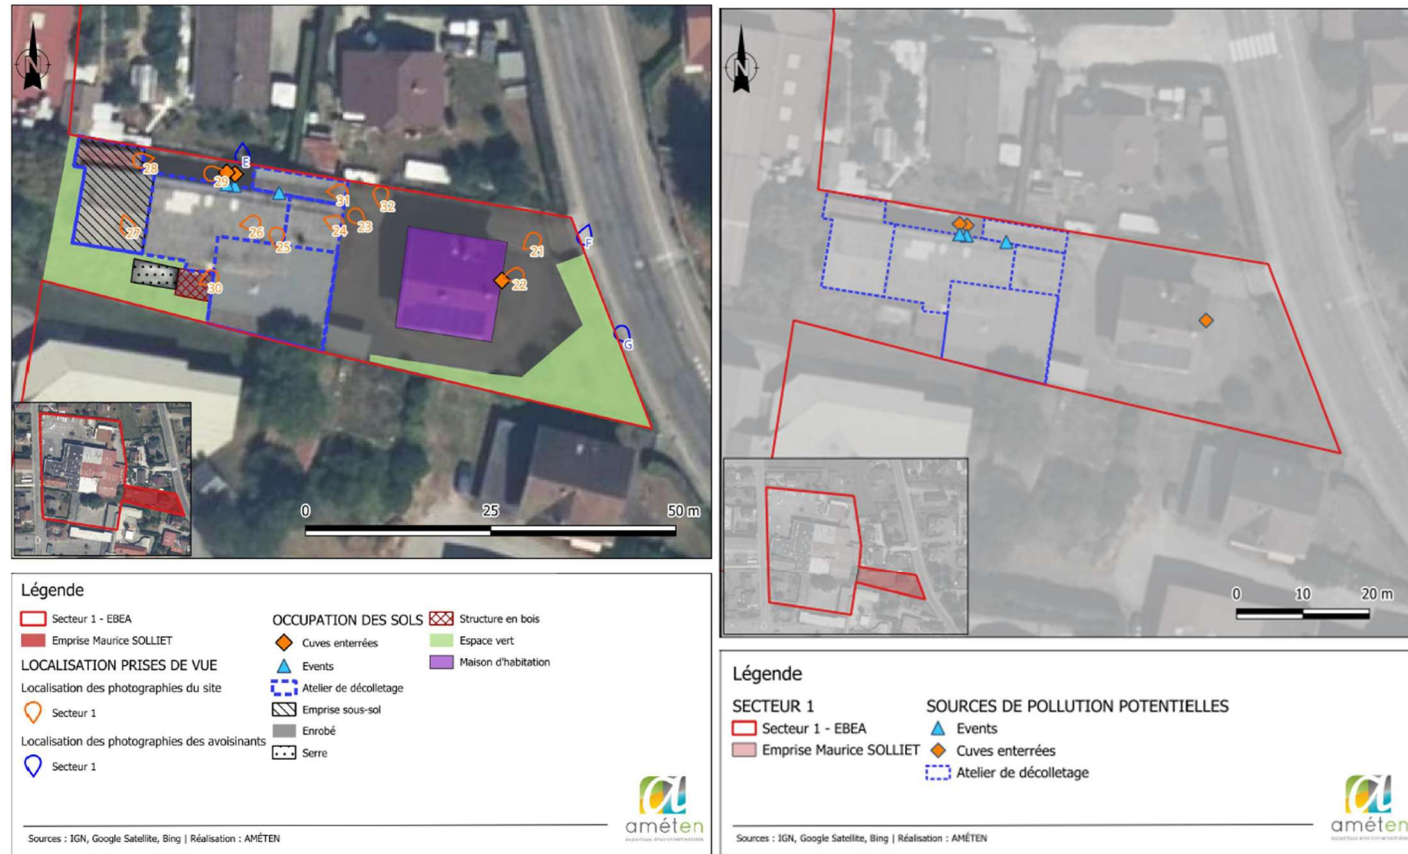 N
E
28
29
31
32
27
26
25
24
23
21
F
22
30
G
0 25 50 m
Légende
Secteur 1 - EBEA
Emprise Maurice SOLLIET
LOCALISATION PRISES DE VUE
Localisation des photographies du site
Secteur 1
Localisation des photographies des avoisinants
Secteur 1
OCCUPATION DES SOLS
Cuves enterrées
Events
Atelier de décolletage
Emprise sous-sol
Enrobé
Serre
Structure en bois
Espace vert
Maison d'habitation
améten
expertises environnementales
Sources : IGN, Google Satellite, Bing | Réalisation : AMÉTEN
N
0 10 20 m
Légende
SECTEUR 1
Secteur 1 - EBEA
Emprise Maurice SOLLIET
SOURCES DE POLLUTION POTENTIELLES
Events
Cuves enterrées
Atelier de décolletage
améten
expertises environnementales
Sources : IGN, Google Satellite, Bing | Réalisation : AMÉTEN